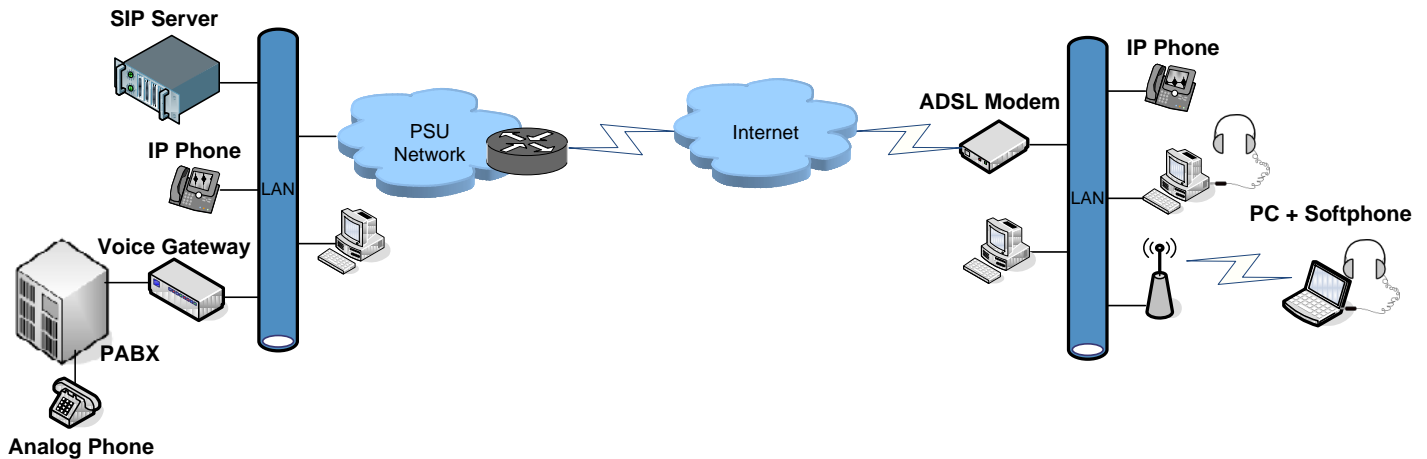 SIP Server
IP Phone
LAN
Voice Gateway
PABX
Analog Phone
PSU
Network
Internet
ADSL Modem
LAN
IP Phone
PC + Softphone